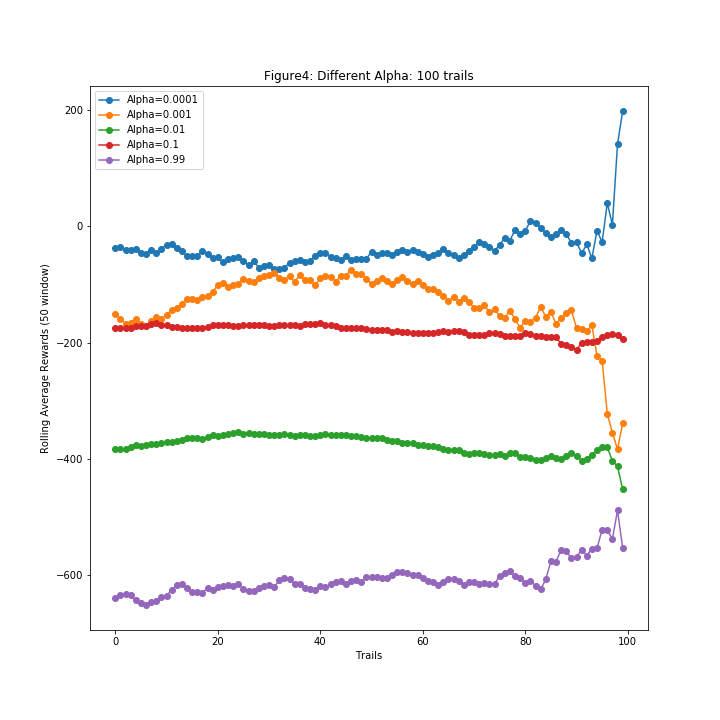 Figure4: Different Alpha: 100 trails
Alpha=0.0001
Alpha=0.001
Alpha=0.01
Alpha=0.1
Alpha=0.99
200
0
−200
−400
−600
Rolling Average Rewards (50 window)
0 20 40 60 80 100
Trails